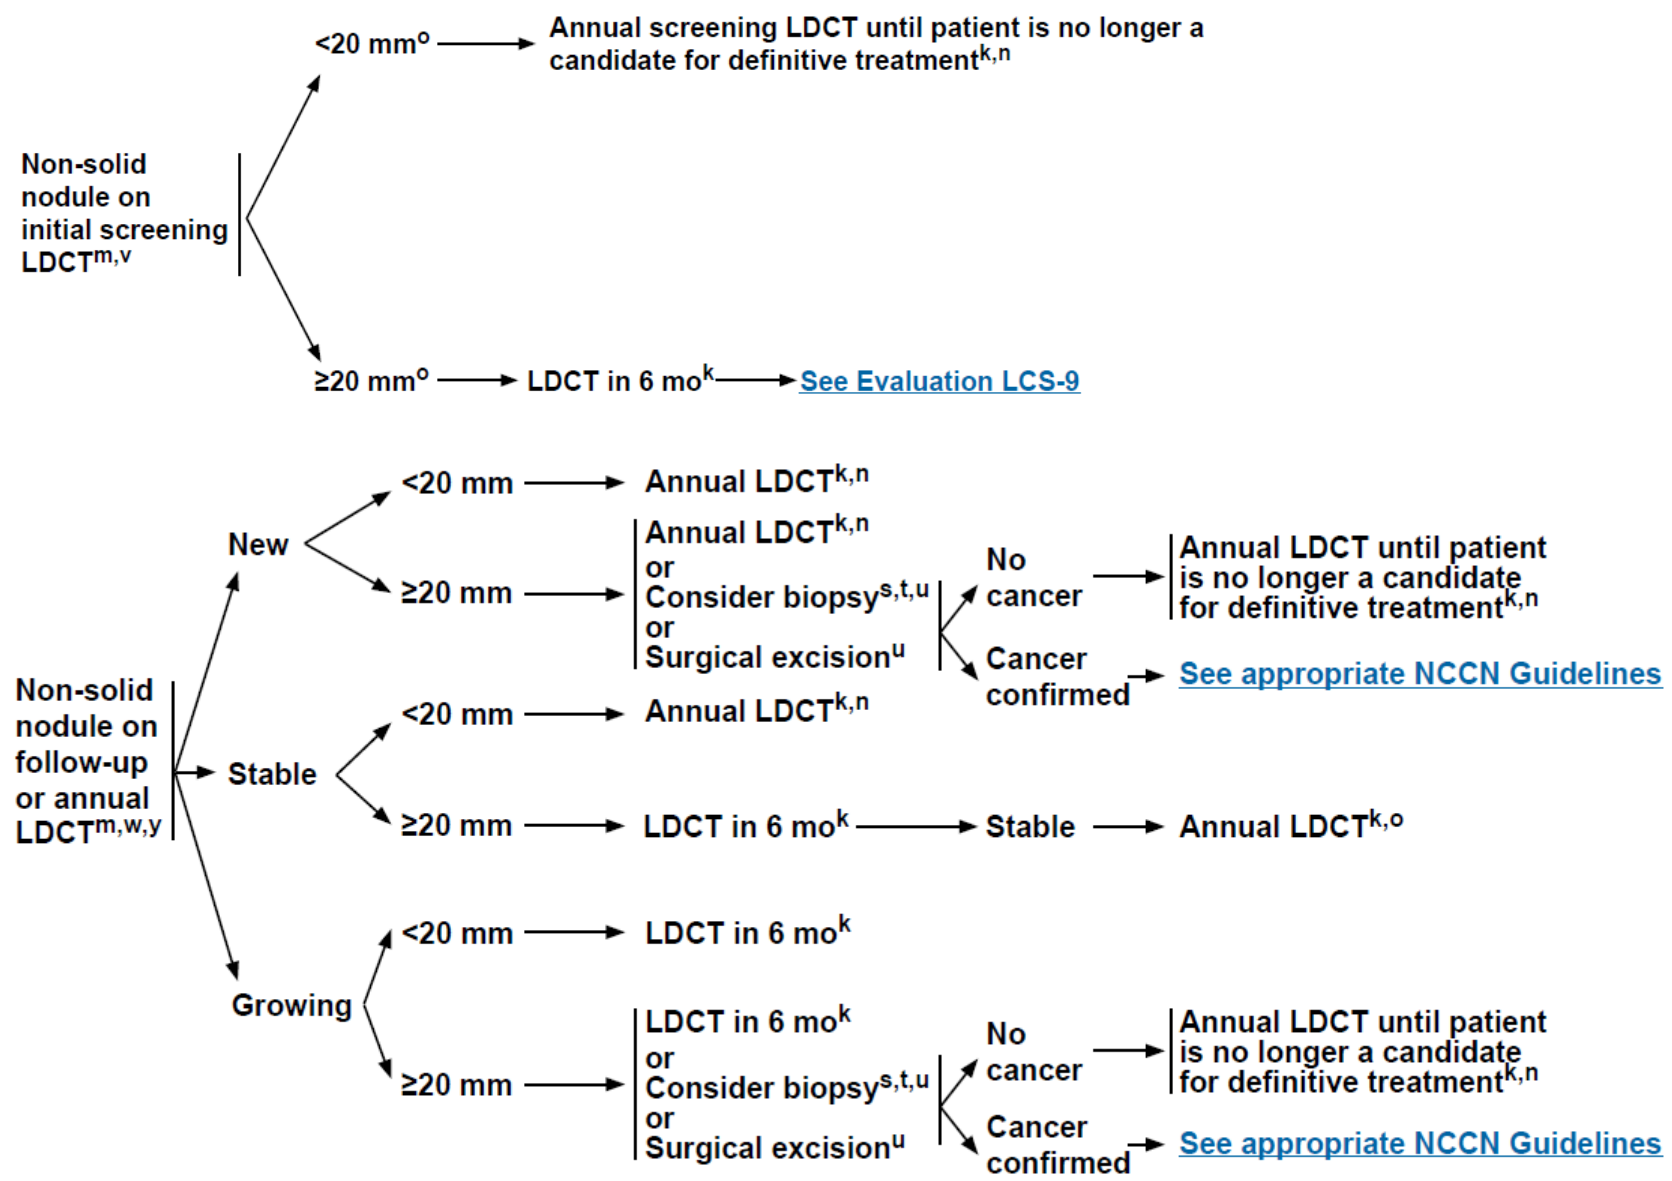 <20 mmᵒ
Annual screening LDCT until patient is no longer a
candidate for definitive treatmentᵏ,ⁿ
Non-solid
nodule on
initial screening
LDCTᵐ,ᵛ
≥20 mmᵒ
LDCT in 6 moᵏ
See Evaluation LCS-9
Non-solid
nodule on
follow-up
or annual
LDCTᵐ,ʷ,ʸ
New
<20 mm
Annual LDCTᵏ,ⁿ
≥20 mm
Annual LDCTᵏ,ⁿ
or
Consider biopsyˢ,ᵗ,ᵘ
or
Surgical excisionᵘ
No
cancer
Annual LDCT until patient
is no longer a candidate
for definitive treatmentᵏ,ⁿ
Cancer
confirmed
See appropriate NCCN Guidelines
Stable
<20 mm
Annual LDCTᵏ,ⁿ
≥20 mm
LDCT in 6 moᵏ
Stable
Annual LDCTᵏ,ᵒ
Growing
<20 mm
LDCT in 6 moᵏ
≥20 mm
LDCT in 6 moᵏ
or
Consider biopsyˢ,ᵗ,ᵘ
or
Surgical excisionᵘ
No
cancer
Annual LDCT until patient
is no longer a candidate
for definitive treatmentᵏ,ⁿ
Cancer
confirmed
See appropriate NCCN Guidelines